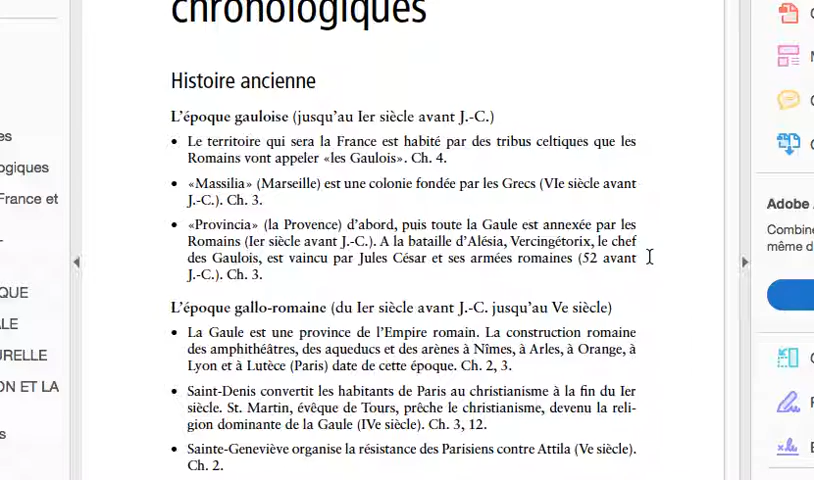 chronologiques
Histoire ancienne
L'époque gauloise (jusqu'au Ier siècle avant J.-C.)
• Le territoire qui sera la France est habité par des tribus celtiques que les
Romains vont appeler «les Gaulois». Ch. 4.
• «Massilia» (Marseille) est une colonie fondée par les Grecs (VIe siècle avant
J.-C.). Ch. 3.
• «Provincia» (la Provence) d'abord, puis toute la Gaule est annexée par les
Romains (Ier siècle avant J.-C.). A la bataille d'Alésia, Vercingétorix, le chef
des Gaulois, est vaincu par Jules César et ses armées romaines (52 avant
J.-C.). Ch. 3.
L'époque gallo-romaine (du Ier siècle avant J.-C. jusqu'au Ve siècle)
• La Gaule est une province de l'Empire romain. La construction romaine
des amphithéâtres, des aqueducs et des arènes à Nîmes, à Arles, à Orange, à
Lyon et à Lutèce (Paris) date de cette époque. Ch. 2, 3.
• Saint-Denis convertit les habitants de Paris au christianisme à la fin du Ier
siècle. St. Martin, évêque de Tours, prêche le christianisme, devenu la reli-
gion dominante de la Gaule (IVe siècle). Ch. 3, 12.
• Sainte-Geneviève organise la résistance des Parisiens contre Attila (Ve siècle).
Ch. 2.
es
ogiques
France et
QUE
LE
URELLE
ON ET LA
s
Adobe
Combine
même d